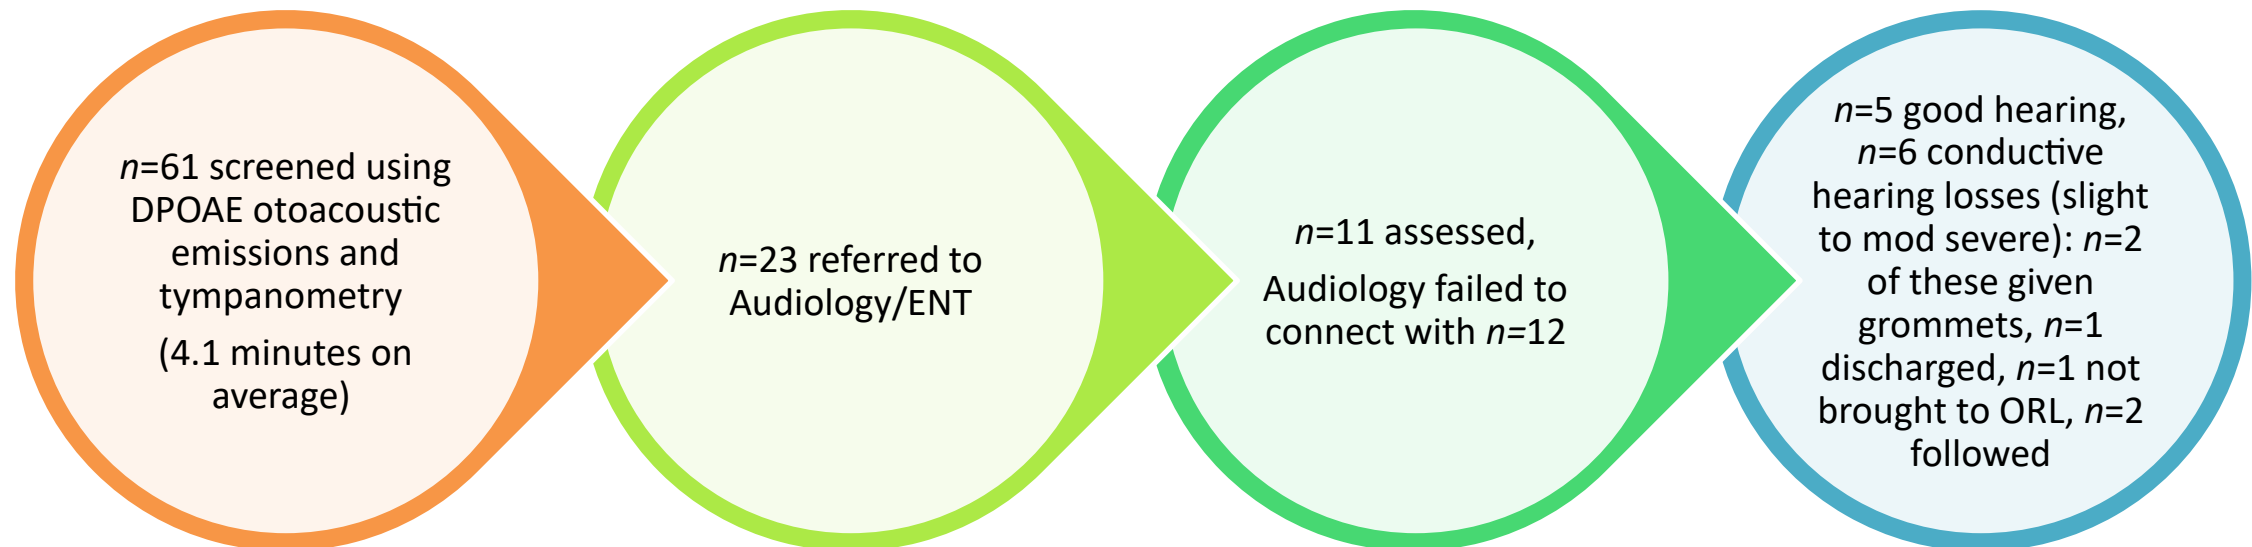 n=61 screened using
DPOAE otoacoustic
emissions and
tympanometry
(4.1 minutes on
average)
n=23 referred to
Audiology/ENT
n=11 assessed,
Audiology failed to
connect with n=12
n=5 good hearing,
n=6 conductive
hearing losses (slight
to mod severe): n=2
of these given
grommets, n=1
discharged, n=1 not
brought to ORL, n=2
followed